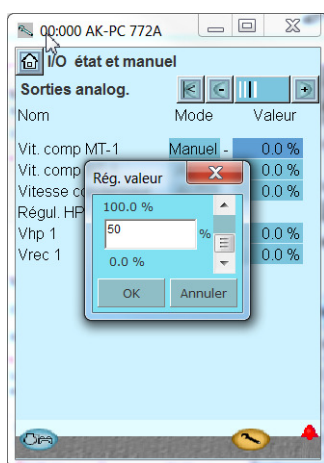 00:000 AK-PC 772A
I/O état et manuel
Sorties analog.
Nom Mode Valeur
Vit. comp MT-1 Manuel - 0.0 %
Vit. comp 0.0 %
Vitesse co 0.0 %
Régul. HP
Vhp 1 0.0 %
Vrec 1 0.0 %
Rég. valeur
100.0 %
50 %
0.0 %
OK Annuler